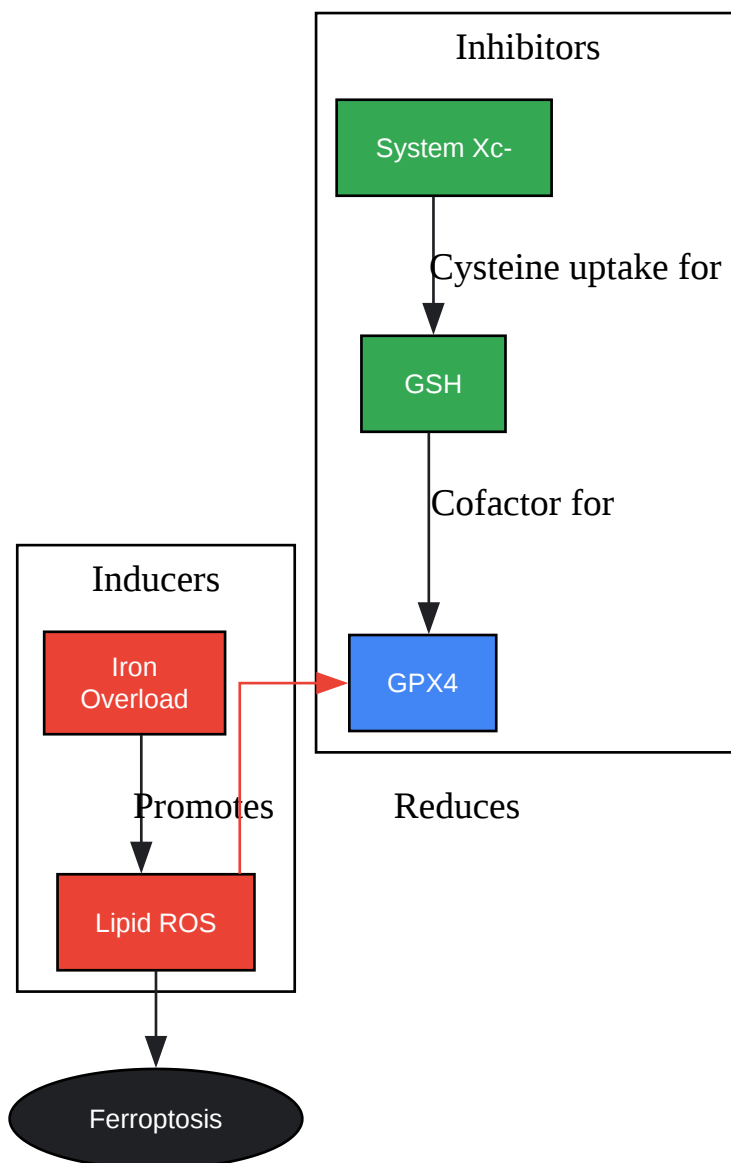 Inhibitors
System Xc-
Cysteine uptake for
GSH
Cofactor for
Inducers
Iron
Overload
GPX4
Promotes
Reduces
Lipid ROS
Ferroptosis